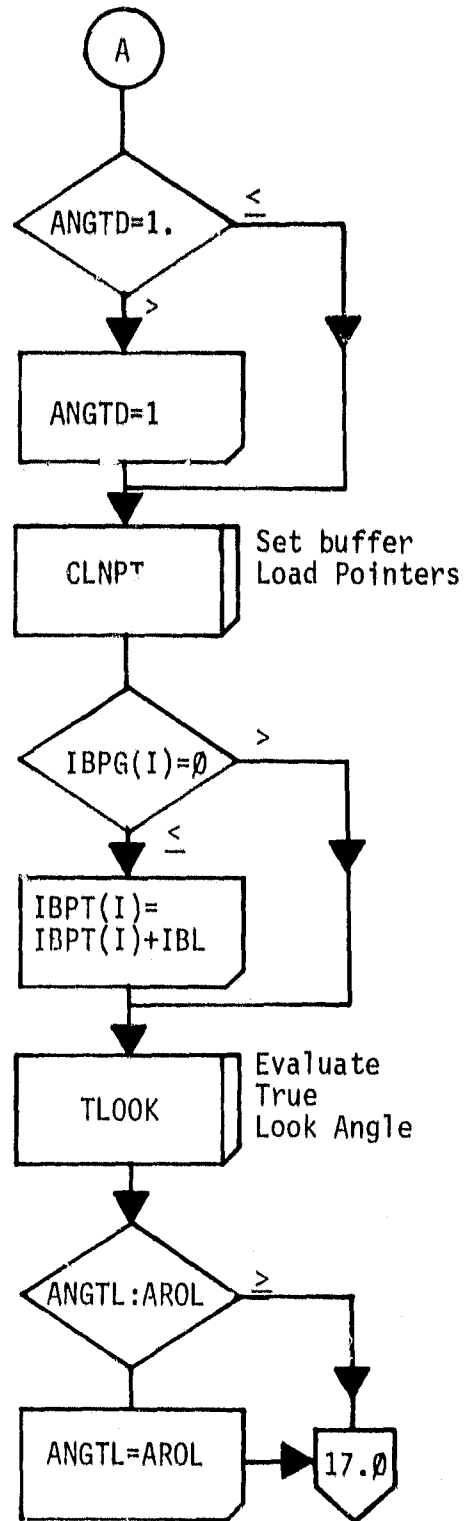 A
≤
ANGTD=1.
>
ANGTD=1
CLNPT
Set buffer
Load Pointers
>
IBPG(I)=Ø
≤
IBPT(I)=
IBPT(I)+IBL
TLOOK
Evaluate
True
Look Angle
ANGTL:AROL
≥
ANGTL=AROL
17.Ø